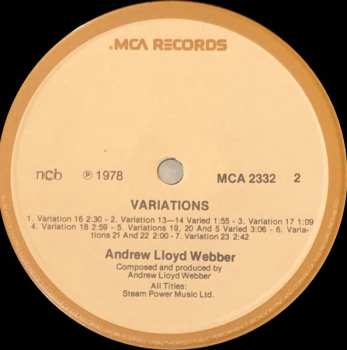 MCA RECORDS
ncb ℗ 1978 MCA 2332 2
VARIATIONS
1. Variation 16 2:30 - 2. Variation 13—14 Varied 1:55 - 3. Variation 17 1:09
4. Variation 18 2:59 - 5. Variations 19, 20 And 5 Varied 3:06 - 6. Varia-
tions 21 And 22 2:00 - 7. Variation 23 2:42
Andrew Lloyd Webber
Composed and produced by
Andrew Lloyd Webber
All Titles:
Steam Power Music Ltd.